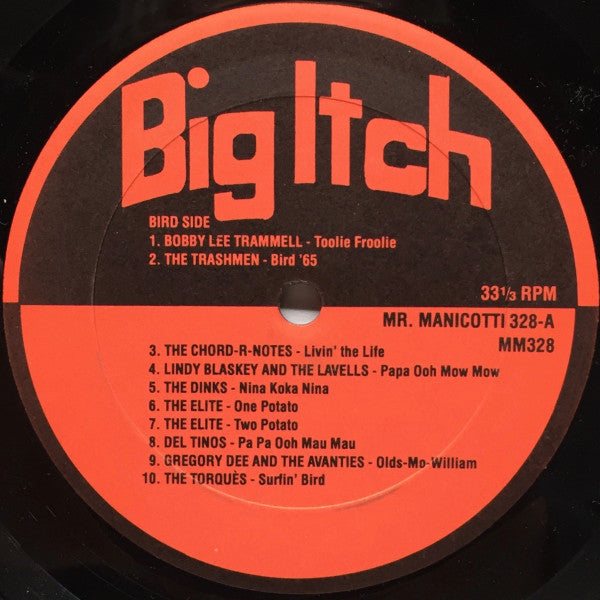 Big Itch
BIRD SIDE
1. BOBBY LEE TRAMMELL - Toolie Froolie
2. THE TRASHMEN - Bird '65
33 1/3 RPM
MR. MANICOTTI 328-A
MM328
3. THE CHORD-R-NOTES - Livin' the Life
4. LINDY BLASKEY AND THE LAVELLS - Papa Ooh Mow Mow
5. THE DINKS - Nina Koka Nina
6. THE ELITE - One Potato
7. THE ELITE - Two Potato
8. DEL TINOS - Pa Pa Ooh Mau Mau
9. GREGORY DEE AND THE AVANTIES - Olds-Mo-William
10. THE TORQUÈS - Surfin' Bird